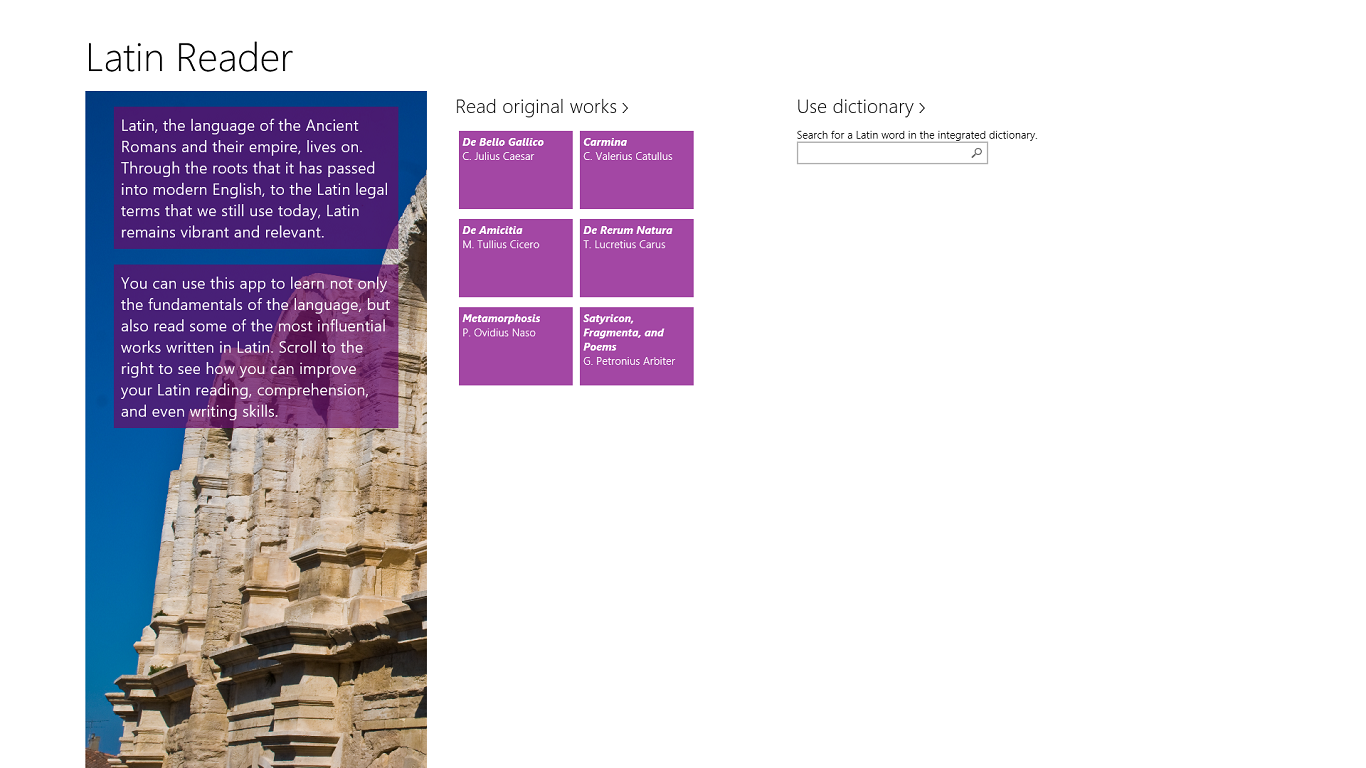 Latin Reader
Latin, the language of the Ancient
Romans and their empire, lives on.
Through the roots that it has passed
into modern English, to the Latin legal
terms that we still use today, Latin
remains vibrant and relevant.
You can use this app to learn not only
the fundamentals of the language, but
also read some of the most influential
works written in Latin. Scroll to the
right to see how you can improve
your Latin reading, comprehension,
and even writing skills.
Read original works >
De Bello Gallico
C. Julius Caesar
Carmina
C. Valerius Catullus
De Amicitia
M. Tullius Cicero
De Rerum Natura
T. Lucretius Carus
Metamorphosis
P. Ovidius Naso
Satyricon,
Fragmenta, and
Poems
G. Petronius Arbiter
Use dictionary >
Search for a Latin word in the integrated dictionary.